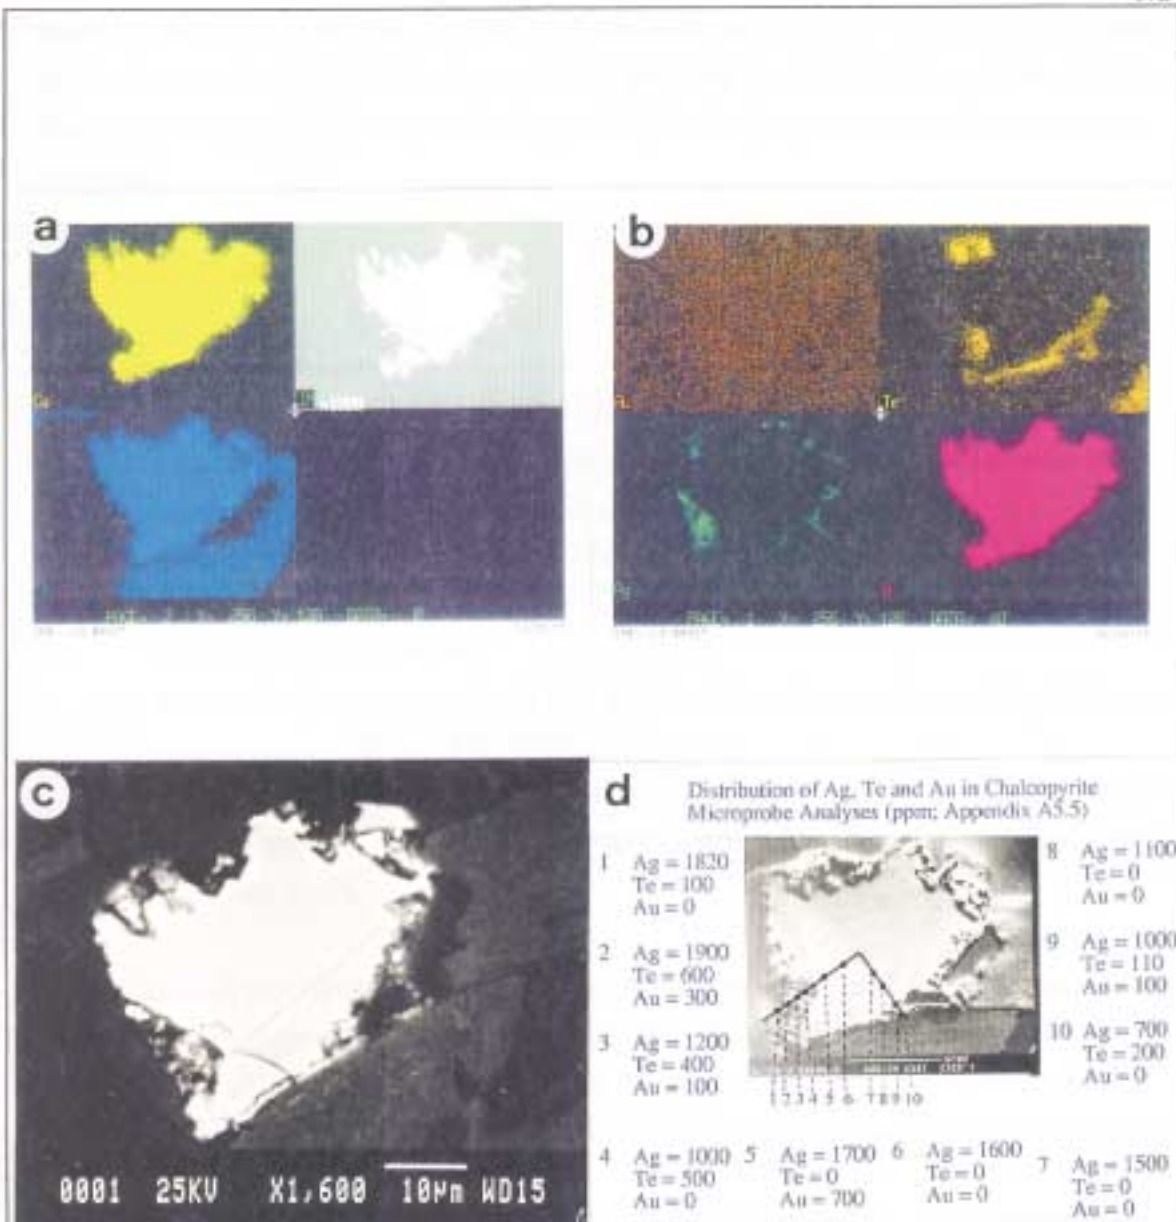 a
b
Te
c
0001 25KV X1,600 10µm WD15
d
Distribution of Ag, Te and Au in Chalcopyrite
Microprobe Analyses (ppm; Appendix A5.5)
1 Ag = 1820
Te = 100
Au = 0
2 Ag = 1900
Te = 600
Au = 300
3 Ag = 1200
Te = 400
Au = 100
8 Ag = 1100
Te = 0
Au = 0
9 Ag = 1000
Te = 110
Au = 100
10 Ag = 700
Te = 200
Au = 0
1 2 3 4 5 6 7 8 9 10
4 Ag = 1000
Te = 500
Au = 0
5 Ag = 1700
Te = 0
Au = 700
6 Ag = 1600
Te = 0
Au = 0
7 Ag = 1500
Te = 0
Au = 0